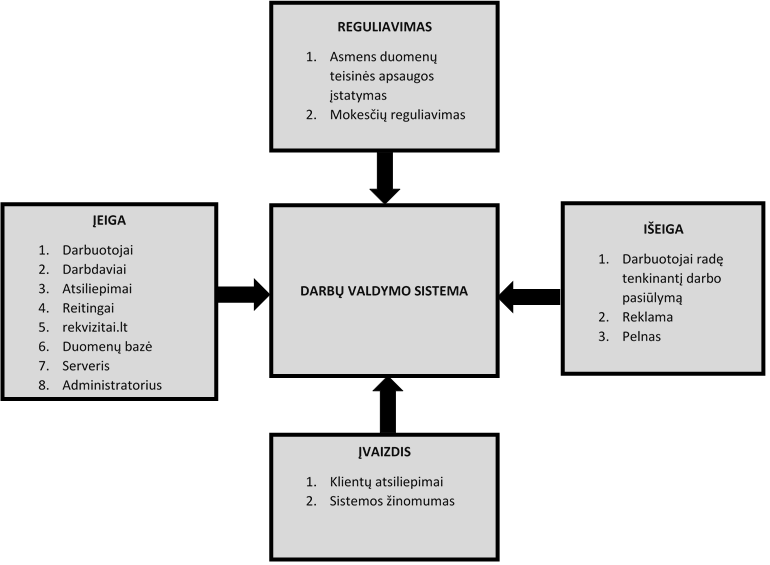 REGULIAVIMAS
1. Asmens duomenų
teisinės apsaugos
įstatymas
2. Mokesčių reguliavimas
ĮEIGA
1. Darbuotojai
2. Darbdaviai
3. Atsiliepimai
4. Reitingai
5. rekvizitai.lt
6. Duomenų bazė
7. Serveris
8. Administratorius
DARBŲ VALDYMO SISTEMA
IŠEIGA
1. Darbuotojai radę
tenkinantį darbo
pasiūlymą
2. Reklama
3. Pelnas
ĮVAIZDIS
1. Klientų atsiliepimai
2. Sistemos žinomumas